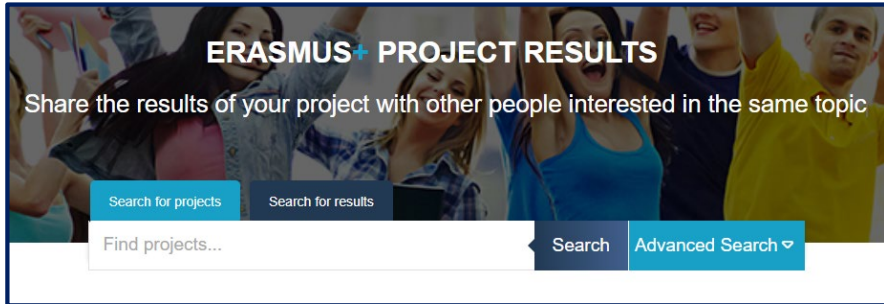 ERASMUS+ PROJECT RESULTS
Share the results of your project with other people interested in the same topic
Search for projects
Search for results
Find projects...
Search
Advanced Search